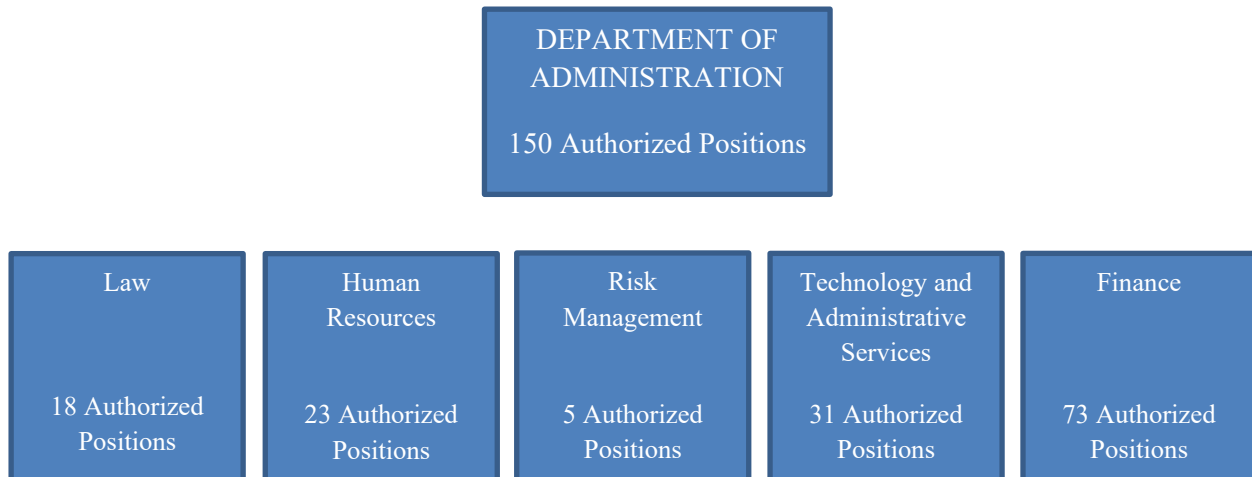 DEPARTMENT OF
ADMINISTRATION
150 Authorized Positions
Law
18 Authorized
Positions
Human
Resources
23 Authorized
Positions
Risk
Management
5 Authorized
Positions
Technology and
Administrative
Services
31 Authorized
Positions
Finance
73 Authorized
Positions